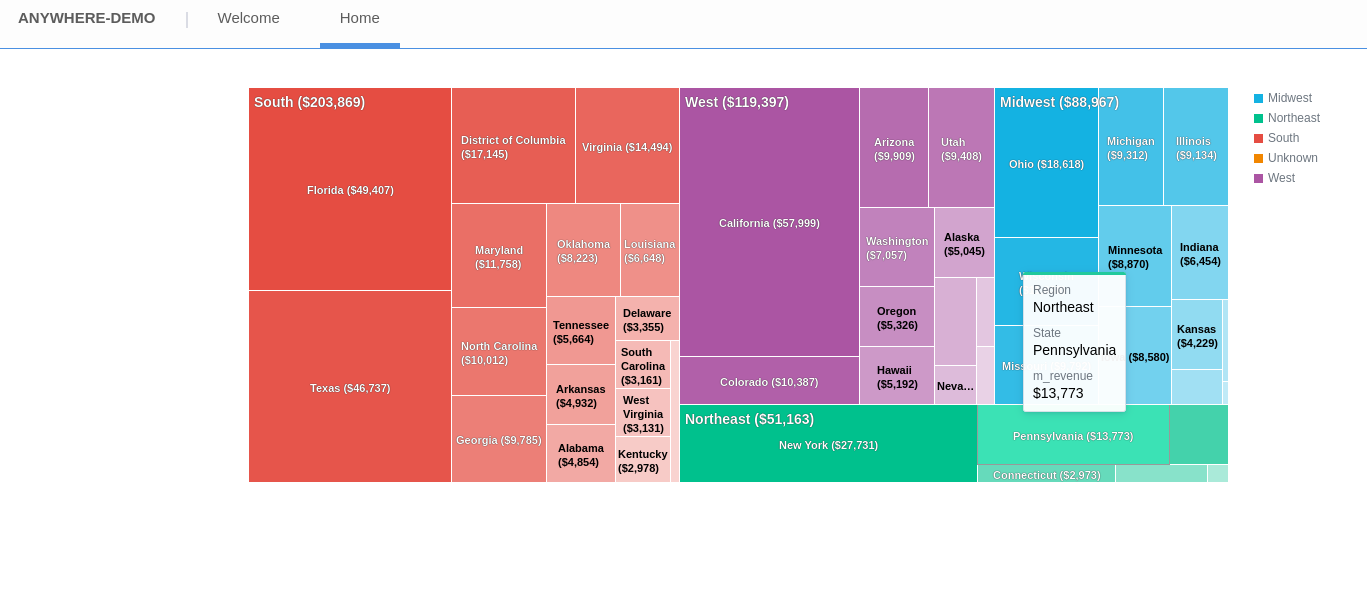 ANYWHERE-DEMO | Welcome Home
South ($203,869)
Florida ($49,407)
Texas ($46,737)
District of Columbia
($17,145)
Virginia ($14,494)
Maryland
($11,758)
North Carolina
($10,012)
Georgia ($9,785)
Oklahoma
($8,223)
Louisiana
($6,648)
Tennessee
($5,664)
Arkansas
($4,932)
Alabama
($4,854)
Delaware
($3,355)
South
Carolina
($3,161)
West
Virginia
($3,131)
Kentucky
($2,978)
West ($119,397)
California ($57,999)
Colorado ($10,387)
Arizona
($9,909)
Utah
($9,408)
Washington
($7,057)
Alaska
($5,045)
Oregon
($5,326)
Hawaii
($5,192)
Neva...
Midwest ($88,967)
Ohio ($18,618)
Michigan
($9,312)
Illinois
($9,134)
Minnesota
($8,870)
Indiana
($6,454)
($8,580)
Kansas
($4,229)
Region
Northeast
State
Pennsylvania
m_revenue
$13,773
Northeast ($51,163)
New York ($27,731)
Pennsylvania ($13,773)
Connecticut ($2,973)
Midwest
Northeast
South
Unknown
West